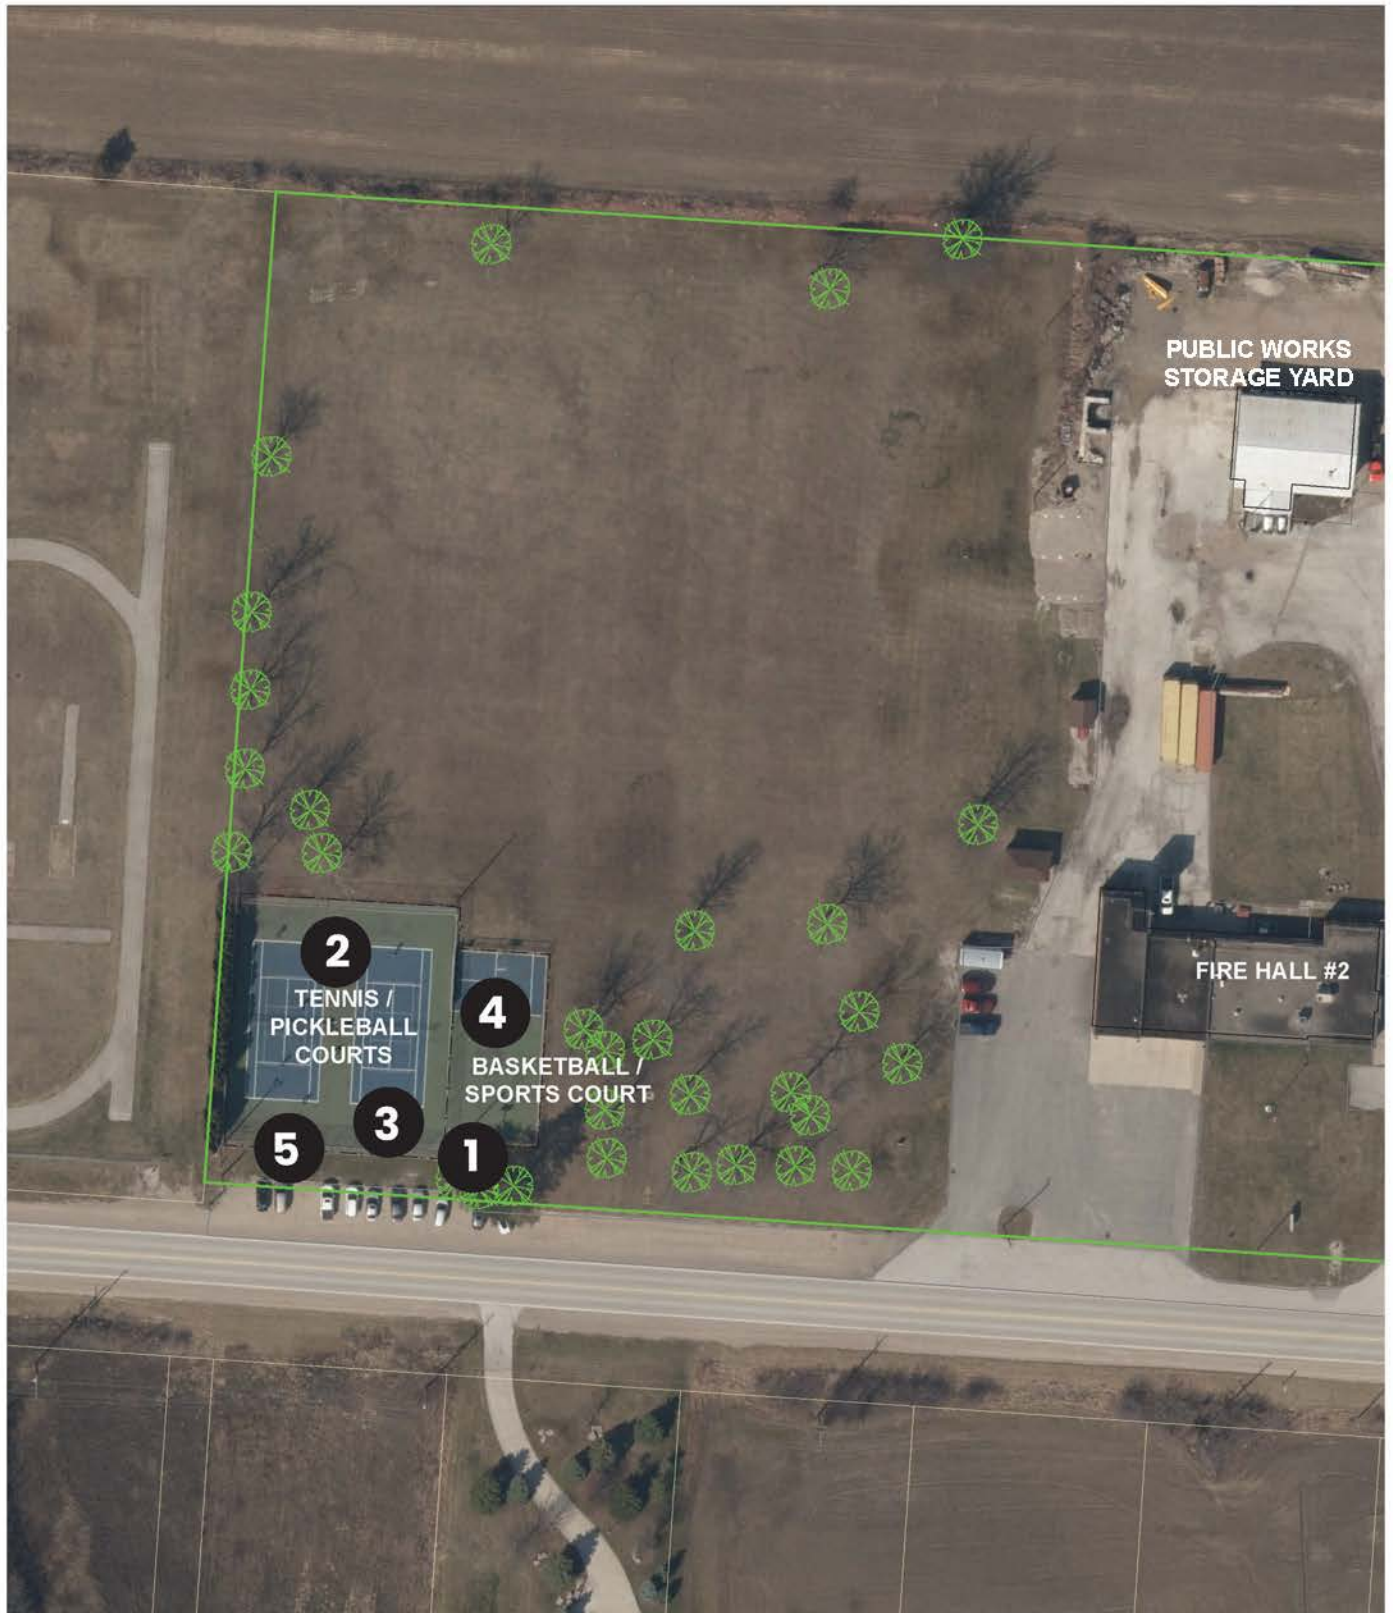 PUBLIC WORKS
STORAGE YARD
2
TENNIS /
PICKLEBALL
COURTS
4
BASKETBALL /
SPORTS COURT
FIRE HALL #2
3
5
1